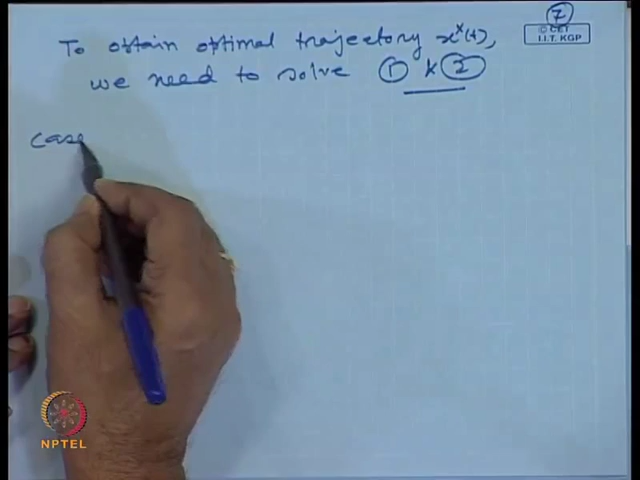 7
© CET
I.I.T. KGP
To obtain optimal trajectory x*(t),
we need to solve ① & ②
case
NPTEL